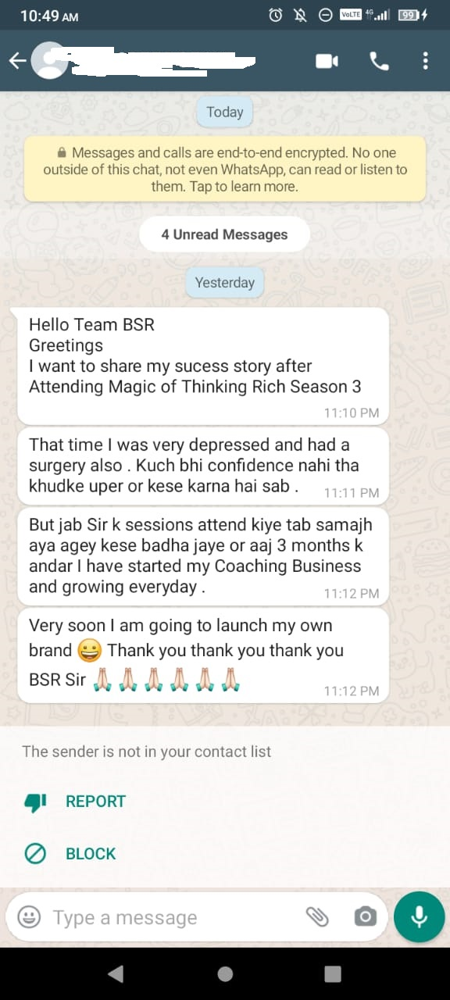 10:49 AM
VoLTE 4G 99
Today
Messages and calls are end-to-end encrypted. No one
outside of this chat, not even WhatsApp, can read or listen to
them. Tap to learn more.
4 Unread Messages
Yesterday
Hello Team BSR
Greetings
I want to share my sucess story after
Attending Magic of Thinking Rich Season 3
11:10 PM
That time I was very depressed and had a
surgery also . Kuch bhi confidence nahi tha
khudke uper or kese karna hai sab .
11:11 PM
But jab Sir k sessions attend kiye tab samajh
aya agey kese badha jaye or aaj 3 months k
andar I have started my Coaching Business
and growing everyday .
11:12 PM
Very soon I am going to launch my own
brand 😀 Thank you thank you thank you
BSR Sir 🙏🏻 🙏🏻 🙏🏻 🙏🏻 🙏🏻 🙏🏻
11:12 PM
The sender is not in your contact list
REPORT
BLOCK
Type a message